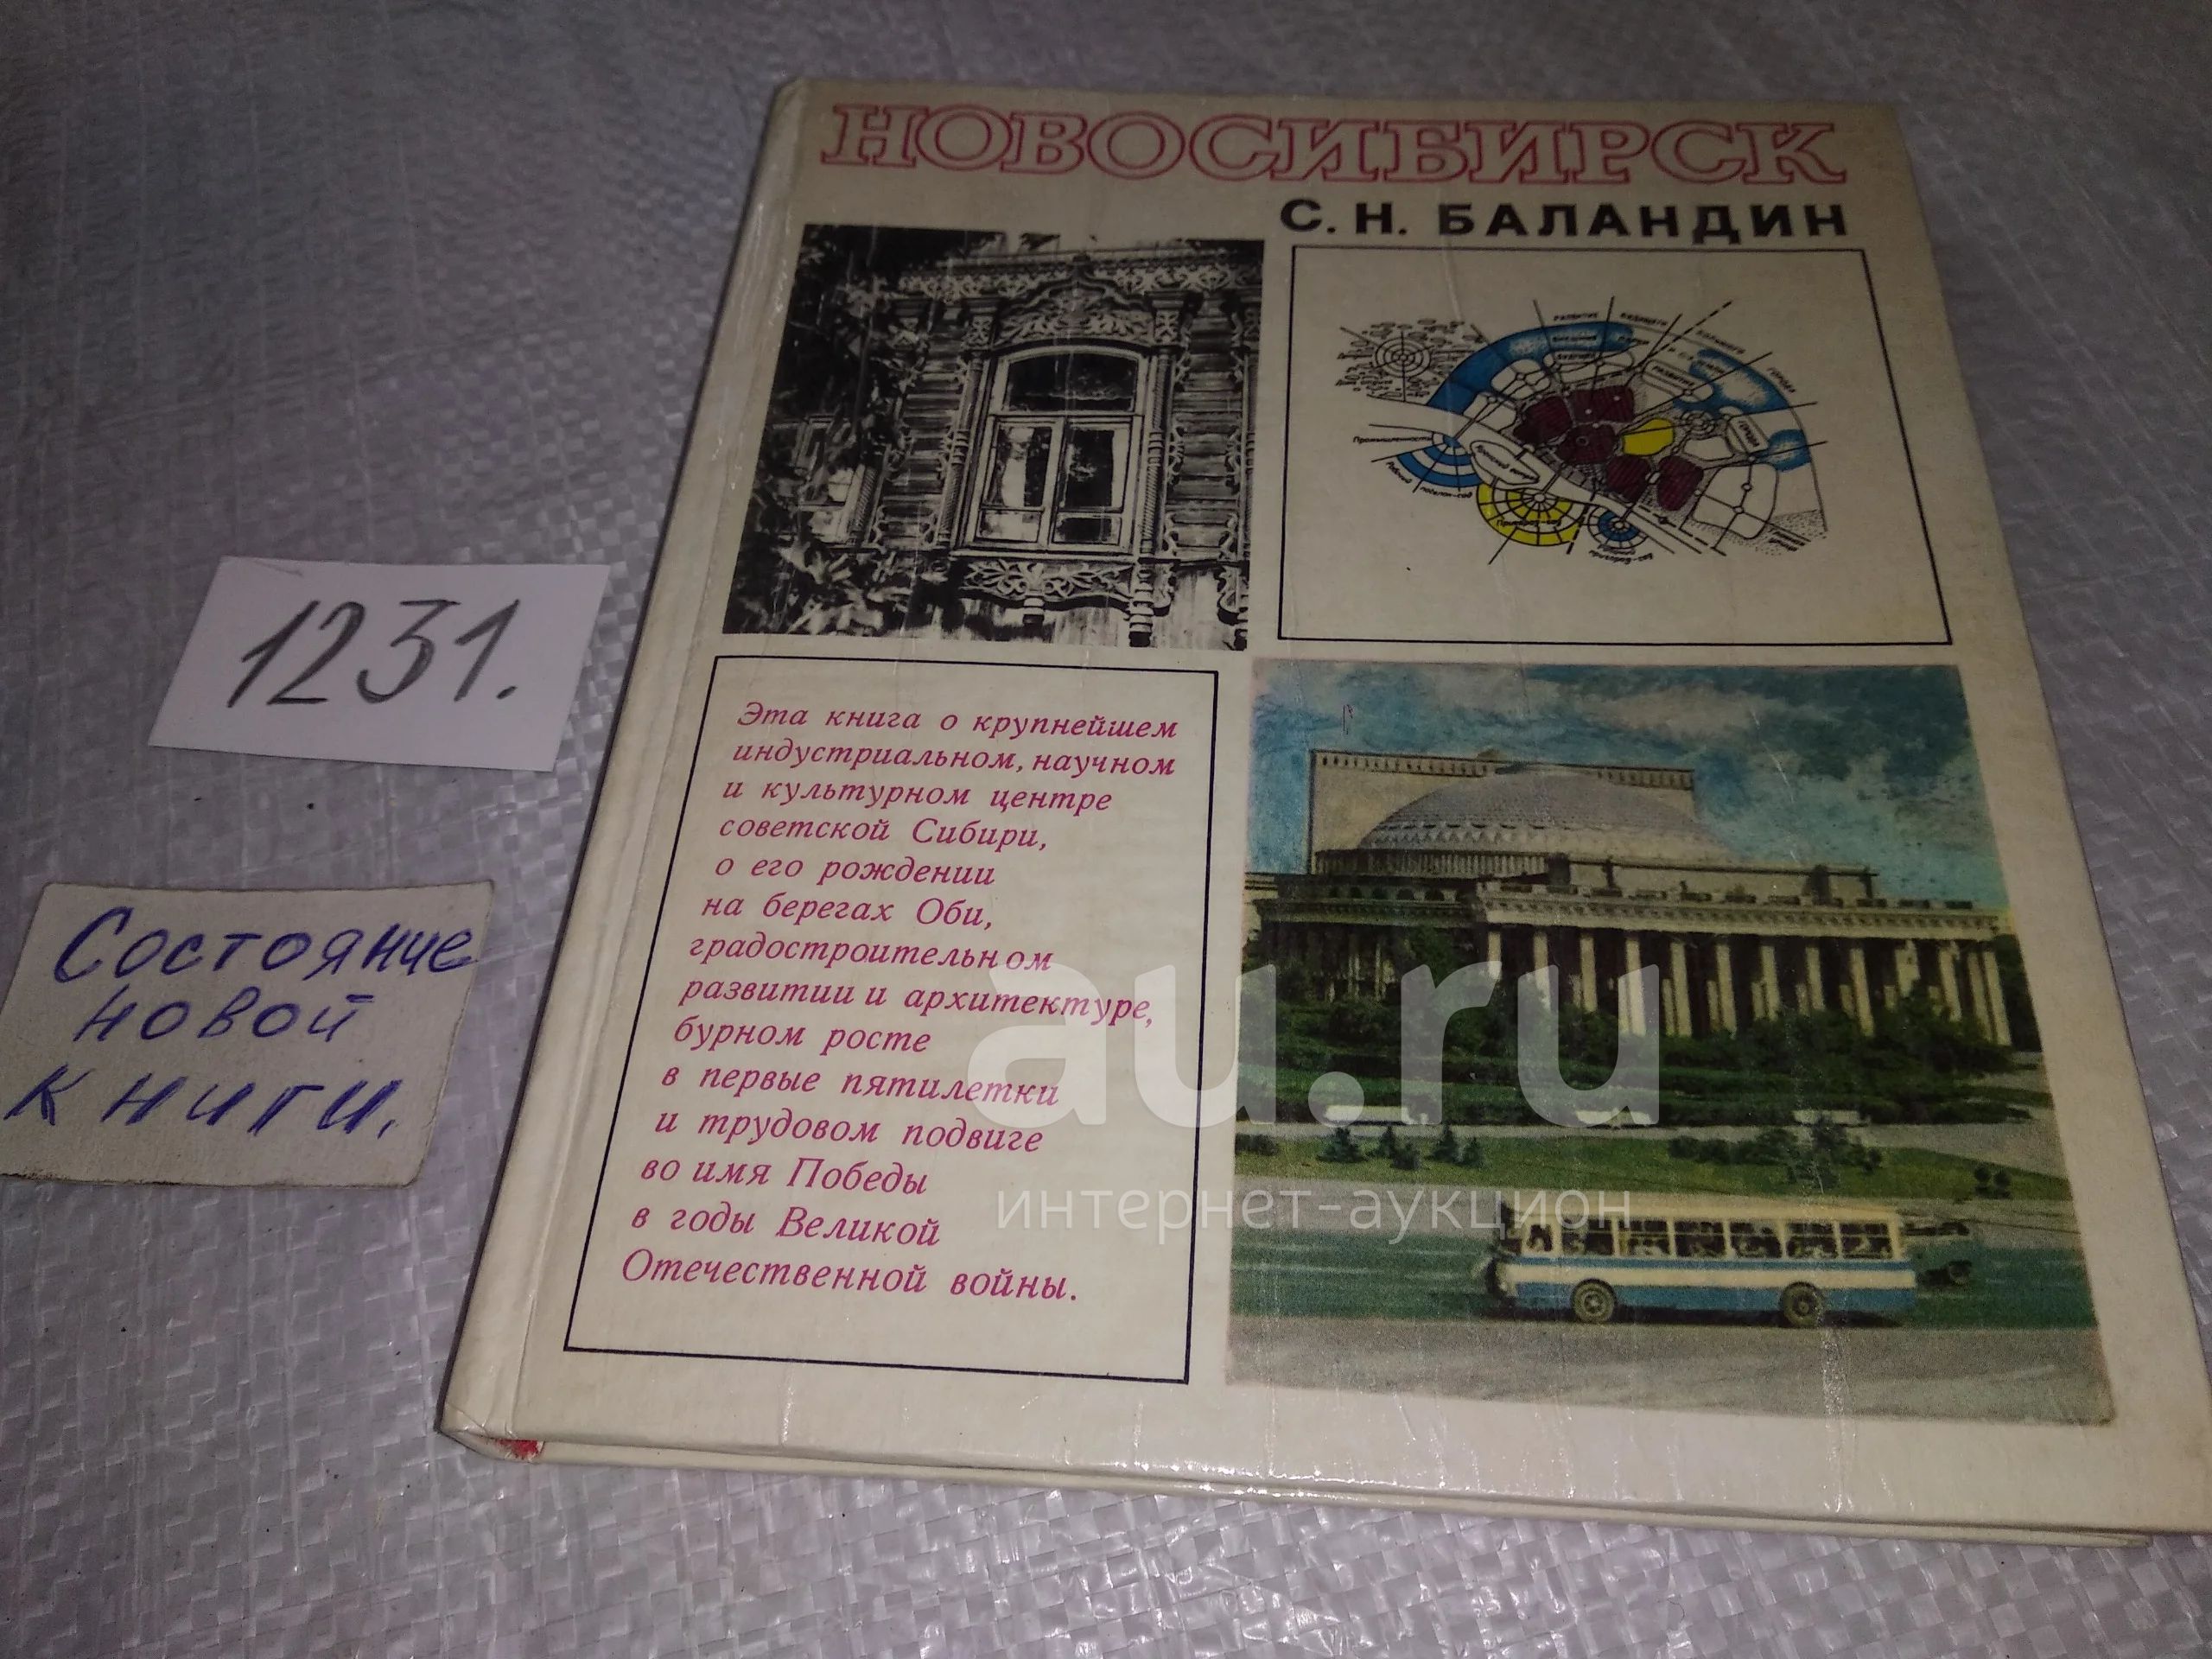 НОВОСИБИРСК
С. Н. БАЛАНДИН
Промышленность
Эта книга о крупнейшем
индустриальном, научном
и культурном центре
советской Сибири,
о его рождении
на берегах Оби,
градостроительном
развитии и архитектуре,
бурном росте
в первые пятилетки
и трудовом подвиге
во имя Победы
в годы Великой
Отечественной войны.
1231.
Состояние
новой
книги.
au.ru
интернет-аукцион